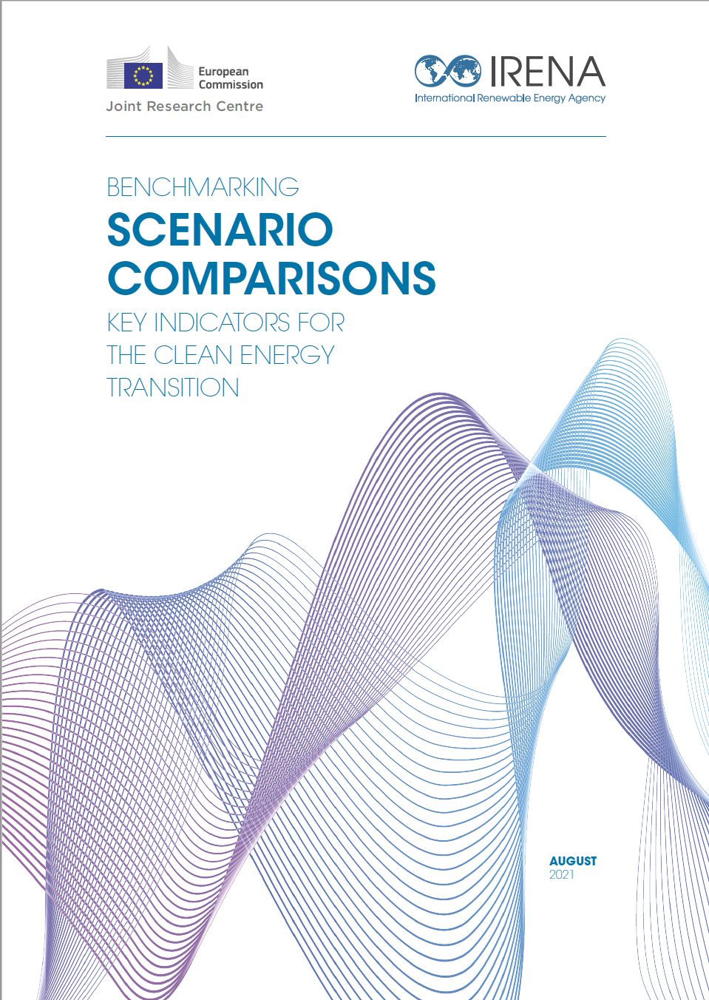 European
Commission
Joint Research Centre
IRENA
International Renewable Energy Agency
BENCHMARKING
SCENARIO
COMPARISONS
KEY INDICATORS FOR
THE CLEAN ENERGY
TRANSITION
AUGUST
2021